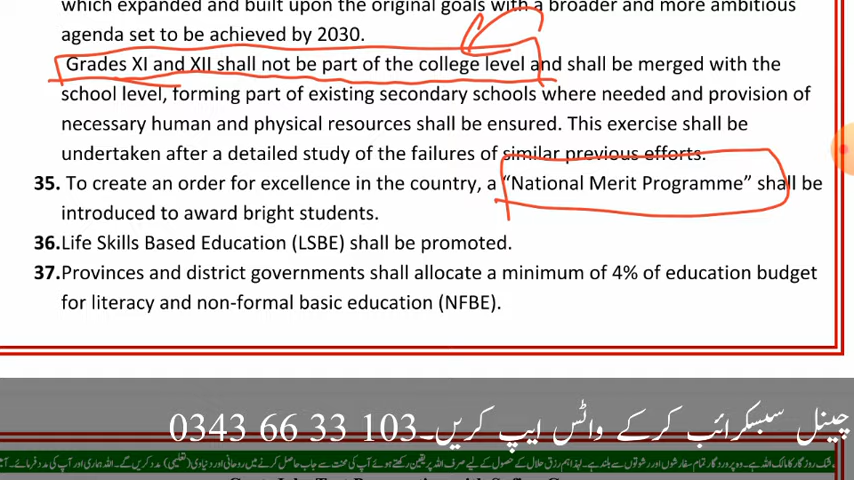 which expanded and built upon the original goals with a broader and more ambitious
agenda set to be achieved by 2030.
Grades XI and XII shall not be part of the college level and shall be merged with the
school level, forming part of existing secondary schools where needed and provision of
necessary human and physical resources shall be ensured. This exercise shall be
undertaken after a detailed study of the failures of similar previous efforts.
35. To create an order for excellence in the country, a “National Merit Programme” shall be
introduced to award bright students.
36.Life Skills Based Education (LSBE) shall be promoted.
37.Provinces and district governments shall allocate a minimum of 4% of education budget
for literacy and non-formal basic education (NFBE).
چینل سبسکرائب کرکے واٹس ایپ کریں۔0343 66 33 103